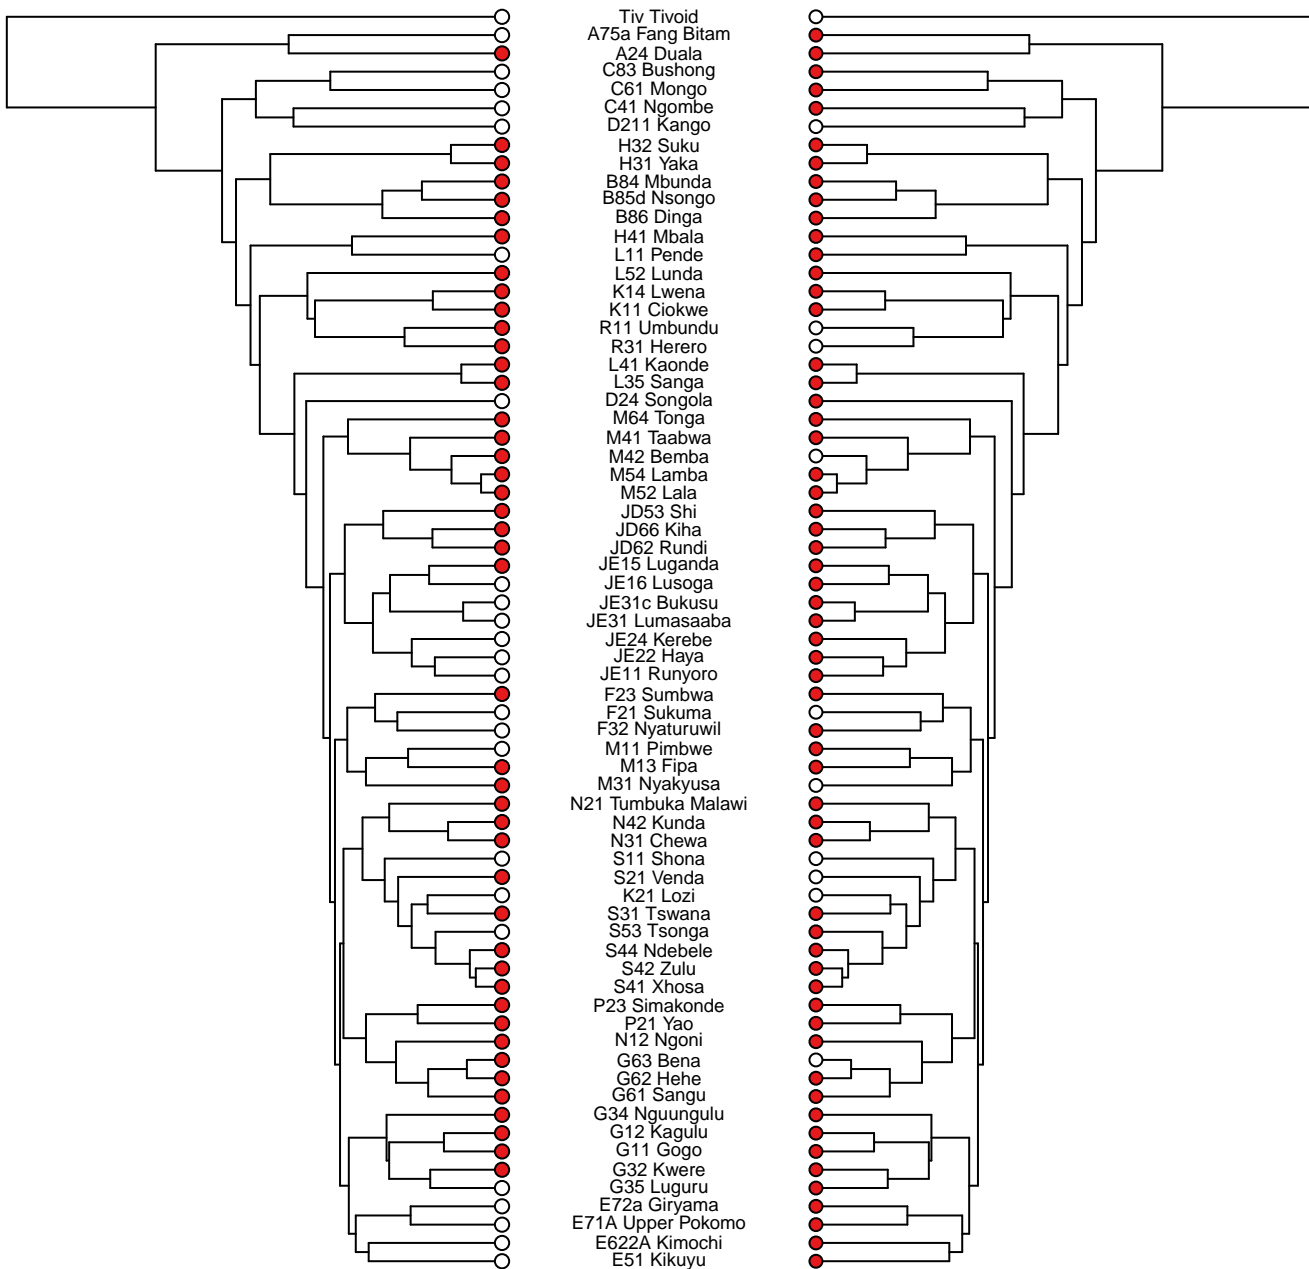 Tiv Tivoid
A75a Fang Bitam
A24 Duala
C83 Bushong
C61 Mongo
C41 Ngombe
D211 Kango
H32 Suku
H31 Yaka
B84 Mbunda
B85d Nsongo
B86 Dinga
H41 Mbala
L11 Pende
L52 Lunda
K14 Lwena
K11 Ciokwe
R11 Umbundu
R31 Herero
L41 Kaonde
L35 Sanga
D24 Songola
M64 Tonga
M41 Taabwa
M42 Bemba
M54 Lamba
M52 Lala
JD53 Shi
JD66 Kiha
JD62 Rundi
JE15 Luganda
JE16 Lusoga
JE31c Bukusu
JE31 Lumasaaba
JE24 Kerebe
JE22 Haya
JE11 Runyoro
F23 Sumbwa
F21 Sukuma
F32 Nyaturuwil
M11 Pimbwe
M13 Fipa
M31 Nyakyusa
N21 Tumbuka Malawi
N42 Kunda
N31 Chewa
S11 Shona
S21 Venda
K21 Lozi
S31 Tswana
S53 Tsonga
S44 Ndebele
S42 Zulu
S41 Xhosa
P23 Simakonde
P21 Yao
N12 Ngoni
G63 Bena
G62 Hehe
G61 Sangu
G34 Nguungulu
G12 Kagulu
G11 Gogo
G32 Kwere
G35 Luguru
E72a Giryama
E71A Upper Pokomo
E622A Kimochi
E51 Kikuyu